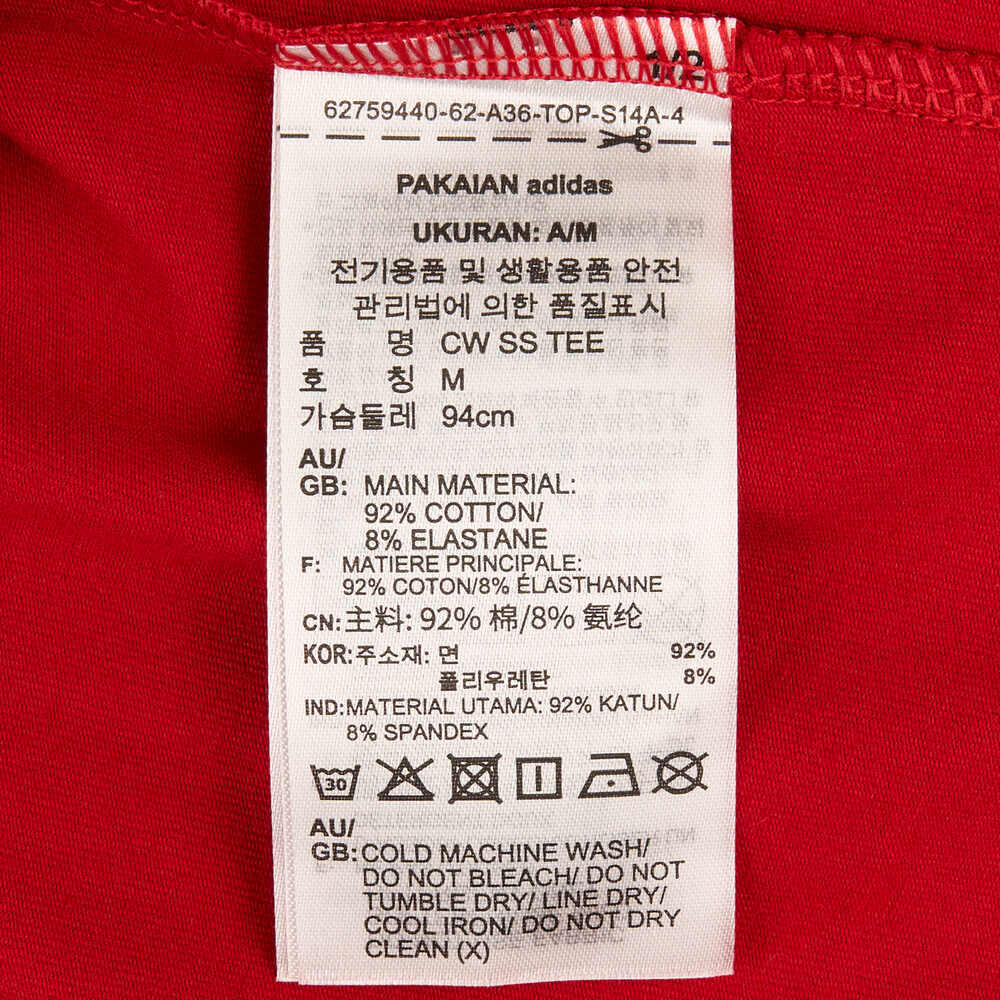 1/2
62759440-62-A36-TOP-S14A-4
PAKAIAN adidas
UKURAN: A/M
전기용품 및 생활용품 안전
관리법에 의한 품질표시
품 명 CW SS TEE
호 칭 M
가슴둘레 94cm
AU/
GB: MAIN MATERIAL:
92% COTTON/
8% ELASTANE
F: MATIERE PRINCIPALE:
92% COTON/8% ÉLASTHANNE
CN: 主料: 92% 棉/8% 氨纶
KOR: 주소재: 면 92%
폴리우레탄 8%
IND: MATERIAL UTAMA: 92% KATUN/
8% SPANDEX
30
AU/
GB: COLD MACHINE WASH/
DO NOT BLEACH/ DO NOT
TUMBLE DRY/ LINE DRY/
COOL IRON/ DO NOT DRY
CLEAN (X)